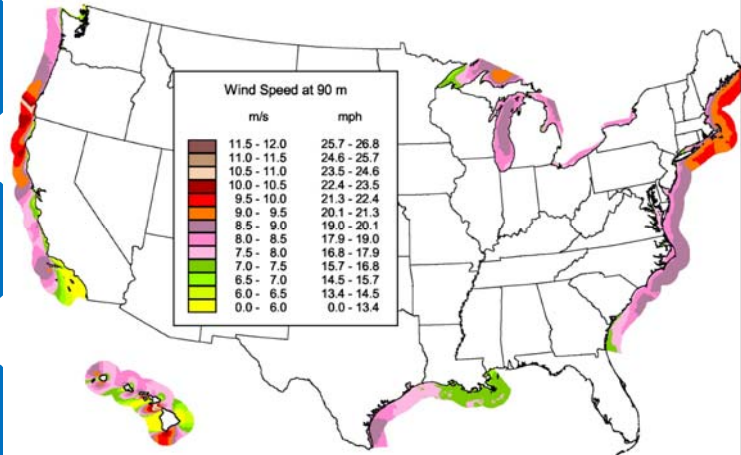 Wind Speed at 90 m
m/s mph
11.5 - 12.0 25.7 - 26.8
11.0 - 11.5 24.6 - 25.7
10.5 - 11.0 23.5 - 24.6
10.0 - 10.5 22.4 - 23.5
9.5 - 10.0 21.3 - 22.4
9.0 - 9.5 20.1 - 21.3
8.5 - 9.0 19.0 - 20.1
8.0 - 8.5 17.9 - 19.0
7.5 - 8.0 16.8 - 17.9
7.0 - 7.5 15.7 - 16.8
6.5 - 7.0 14.5 - 15.7
6.0 - 6.5 13.4 - 14.5
0.0 - 6.0 0.0 - 13.4